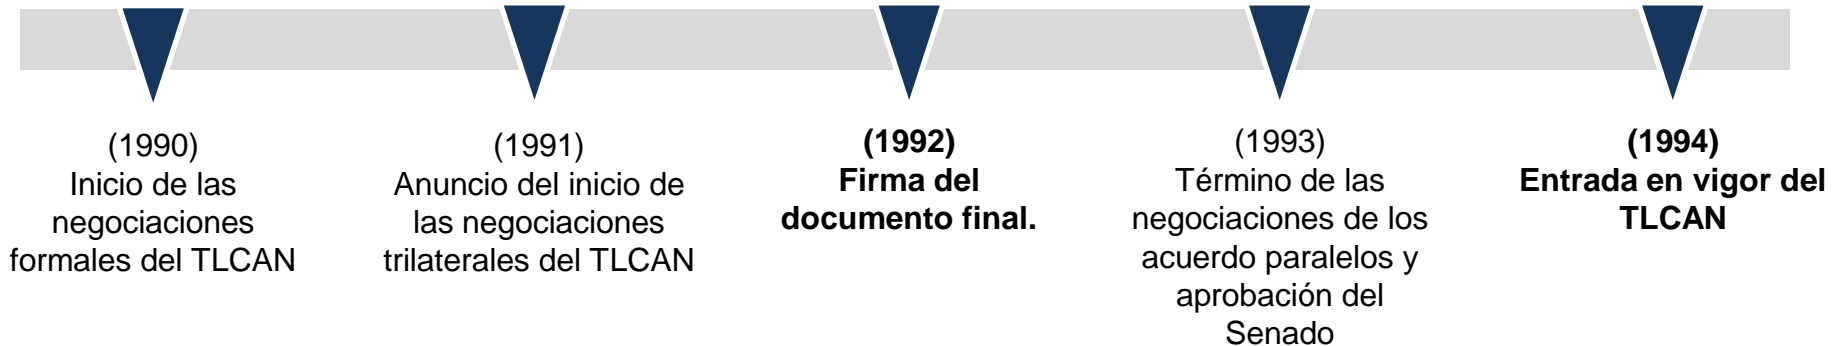 (1990)
Inicio de las
negociaciones
formales del TLCAN
(1991)
Anuncio del inicio de
las negociaciones
trilaterales del TLCAN
(1992)
Firma del
documento final.
(1993)
Término de las
negociaciones de los
acuerdo paralelos y
aprobación del
Senado
(1994)
Entrada en vigor del
TLCAN